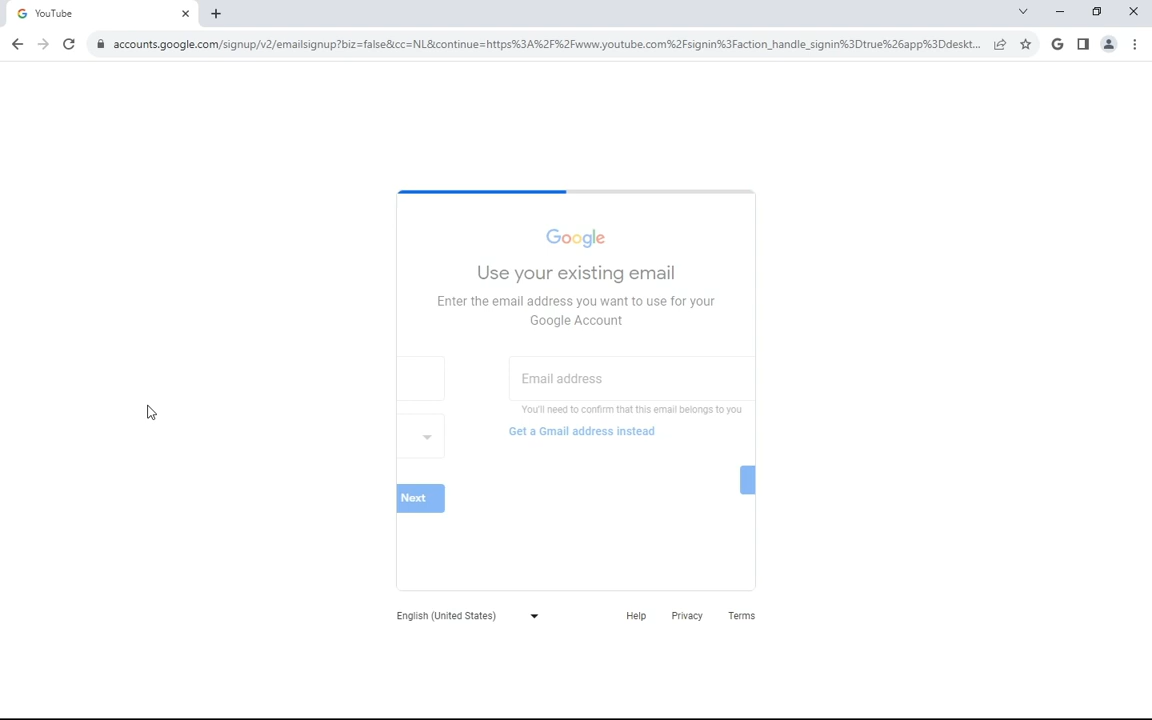 YouTube
accounts.google.com/signup/v2/emailsignup?biz=false&cc=NL&continue=https%3A%2F%2Fwww.youtube.com%2Fsignin%3Faction_handle_signin%3Dtrue%26app%3Ddeskt...
Google
Use your existing email
Enter the email address you want to use for your
Google Account
Email address
You'll need to confirm that this email belongs to you
Get a Gmail address instead
Next
English (United States)
Help
Privacy
Terms